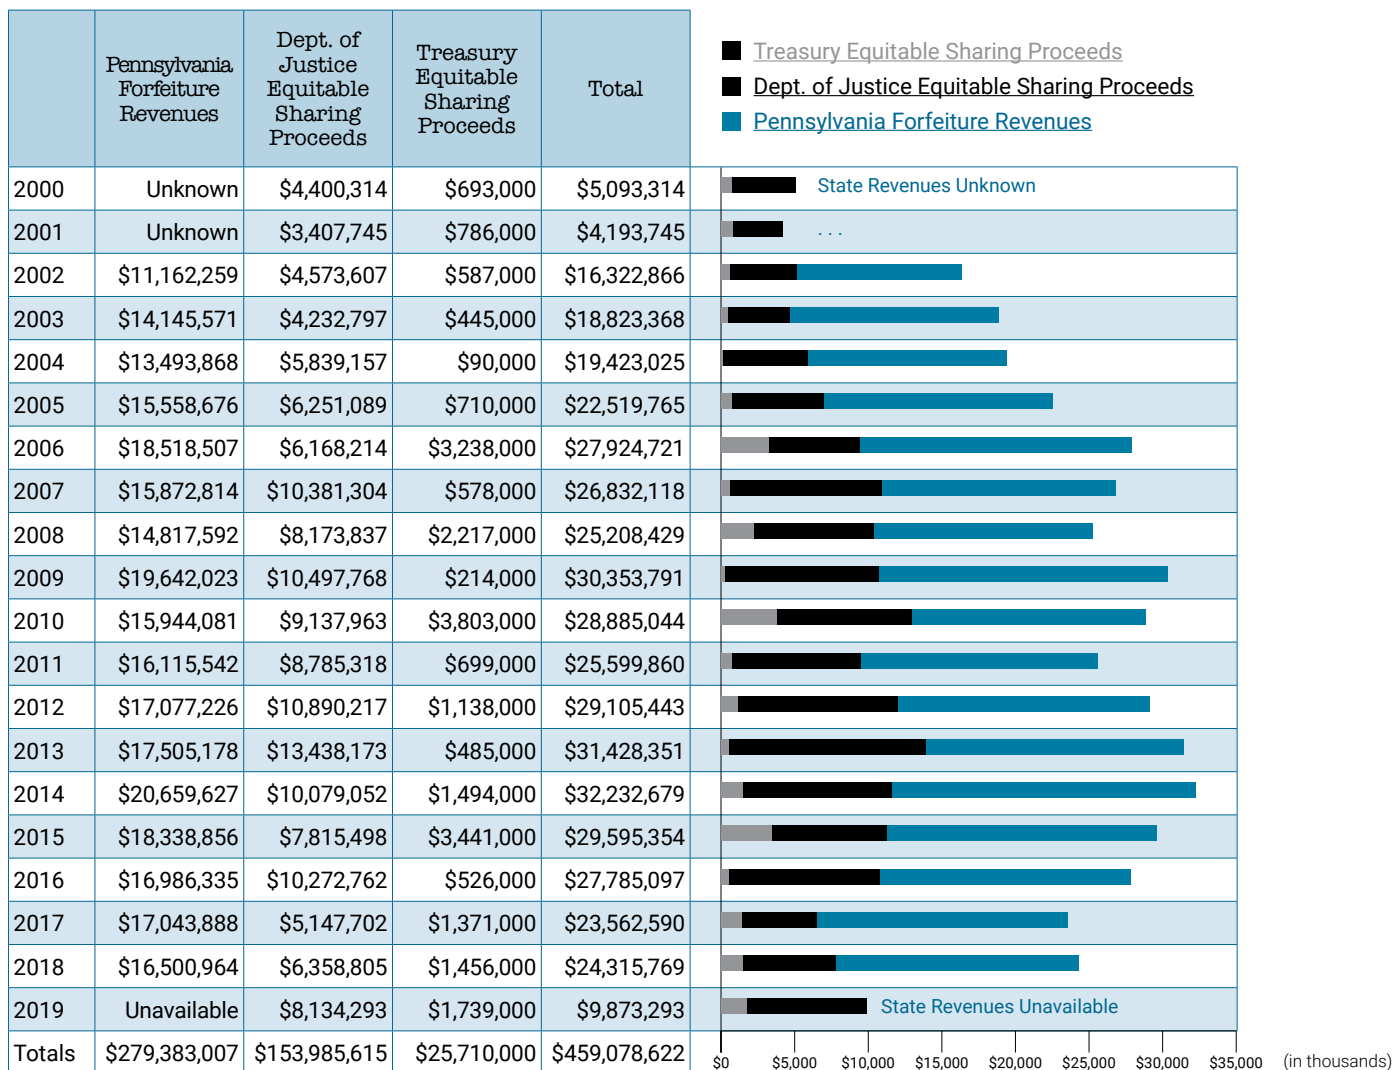 Pennsylvania
Forfeiture
Revenues
Dept. of
Justice
Equitable
Sharing
Proceeds
Treasury
Equitable
Sharing
Proceeds
Total
Treasury Equitable Sharing Proceeds
Dept. of Justice Equitable Sharing Proceeds
Pennsylvania Forfeiture Revenues
2000 Unknown $4,400,314 $693,000 $5,093,314 State Revenues Unknown
2001 Unknown $3,407,745 $786,000 $4,193,745 . . .
2002 $11,162,259 $4,573,607 $587,000 $16,322,866
2003 $14,145,571 $4,232,797 $445,000 $18,823,368
2004 $13,493,868 $5,839,157 $90,000 $19,423,025
2005 $15,558,676 $6,251,089 $710,000 $22,519,765
2006 $18,518,507 $6,168,214 $3,238,000 $27,924,721
2007 $15,872,814 $10,381,304 $578,000 $26,832,118
2008 $14,817,592 $8,173,837 $2,217,000 $25,208,429
2009 $19,642,023 $10,497,768 $214,000 $30,353,791
2010 $15,944,081 $9,137,963 $3,803,000 $28,885,044
2011 $16,115,542 $8,785,318 $699,000 $25,599,860
2012 $17,077,226 $10,890,217 $1,138,000 $29,105,443
2013 $17,505,178 $13,438,173 $485,000 $31,428,351
2014 $20,659,627 $10,079,052 $1,494,000 $32,232,679
2015 $18,338,856 $7,815,498 $3,441,000 $29,595,354
2016 $16,986,335 $10,272,762 $526,000 $27,785,097
2017 $17,043,888 $5,147,702 $1,371,000 $23,562,590
2018 $16,500,964 $6,358,805 $1,456,000 $24,315,769
2019 Unavailable $8,134,293 $1,739,000 $9,873,293 State Revenues Unavailable
Totals $279,383,007 $153,985,615 $25,710,000 $459,078,622
$0 $5,000 $10,000 $15,000 $20,000 $25,000 $30,000 $35,000 (in thousands)